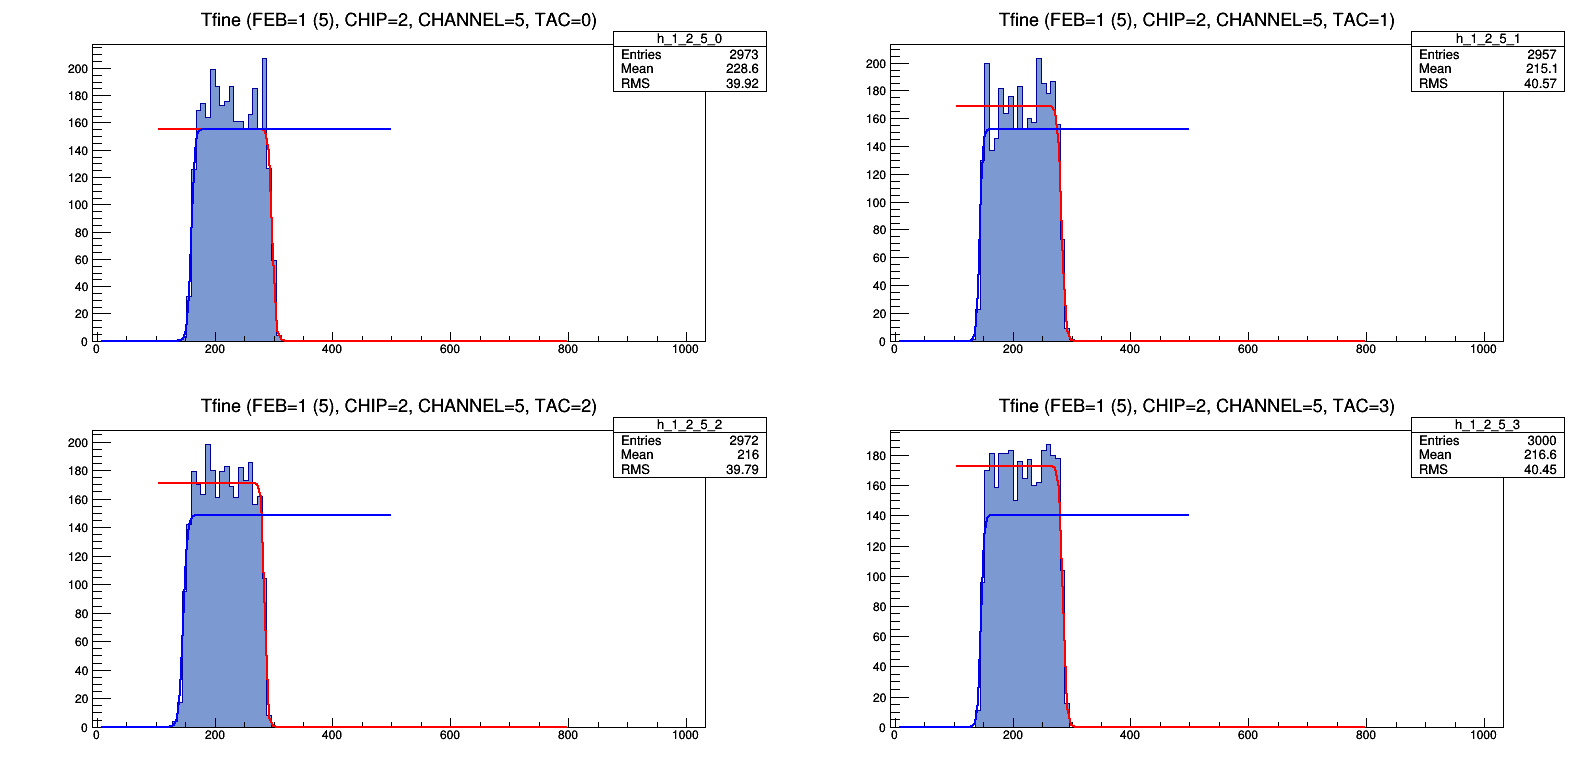 Tfine (FEB=1 (5), CHIP=2, CHANNEL=5, TAC=0)
h_1_2_5_0
Entries 2973
Mean 228.6
RMS 39.92
200
180
160
140
120
100
80
60
40
20
0
0 200 400 600 800 1000
Tfine (FEB=1 (5), CHIP=2, CHANNEL=5, TAC=1)
h_1_2_5_1
Entries 2957
Mean 215.1
RMS 40.57
200
180
160
140
120
100
80
60
40
20
0
0 200 400 600 800 1000
Tfine (FEB=1 (5), CHIP=2, CHANNEL=5, TAC=2)
h_1_2_5_2
Entries 2972
Mean 216
RMS 39.79
200
180
160
140
120
100
80
60
40
20
0
0 200 400 600 800 1000
Tfine (FEB=1 (5), CHIP=2, CHANNEL=5, TAC=3)
h_1_2_5_3
Entries 3000
Mean 216.6
RMS 40.45
180
160
140
120
100
80
60
40
20
0
0 200 400 600 800 1000